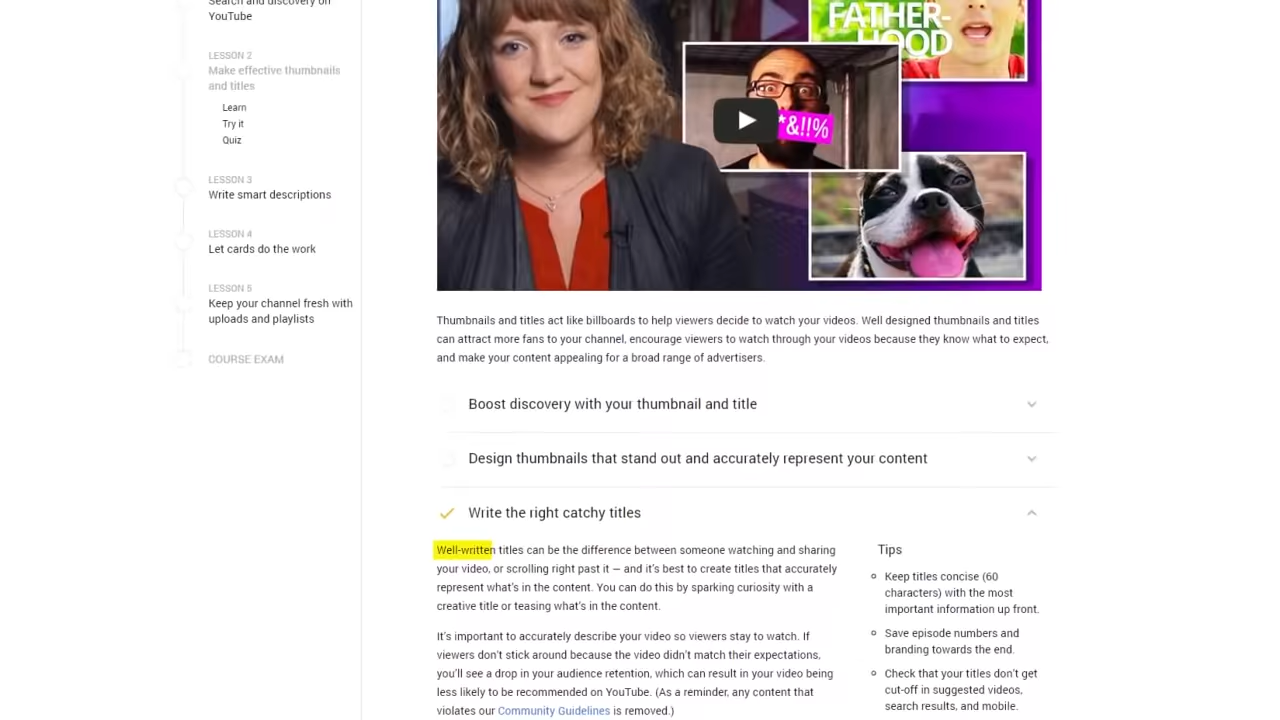 Search and discovery on
YouTube
LESSON 2
Make effective thumbnails
and titles
Learn
Try it
Quiz
LESSON 3
Write smart descriptions
LESSON 4
Let cards do the work
LESSON 5
Keep your channel fresh with
uploads and playlists
COURSE EXAM
FATHER-
HOOD
*&!!%
Thumbnails and titles act like billboards to help viewers decide to watch your videos. Well designed thumbnails and titles
can attract more fans to your channel, encourage viewers to watch through your videos because they know what to expect,
and make your content appealing for a broad range of advertisers.
Boost discovery with your thumbnail and title
Design thumbnails that stand out and accurately represent your content
Write the right catchy titles
Well-written titles can be the difference between someone watching and sharing
your video, or scrolling right past it — and it's best to create titles that accurately
represent what's in the content. You can do this by sparking curiosity with a
creative title or teasing what's in the content.
It's important to accurately describe your video so viewers stay to watch. If
viewers don't stick around because the video didn't match their expectations,
you'll see a drop in your audience retention, which can result in your video being
less likely to be recommended on YouTube. (As a reminder, any content that
violates our Community Guidelines is removed.)
Tips
Keep titles concise (60
characters) with the most
important information up front.
Save episode numbers and
branding towards the end.
Check that your titles don't get
cut-off in suggested videos,
search results, and mobile.